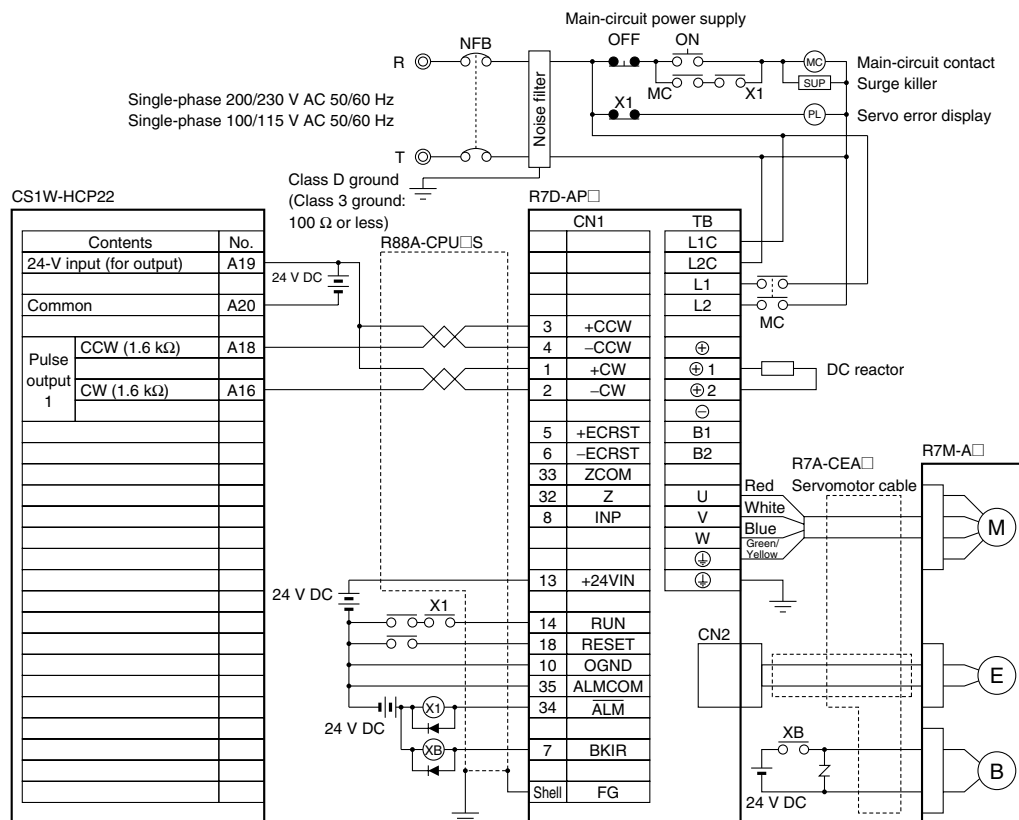 Main-circuit power supply
OFF ON
NFB
R
MC
Main-circuit contact
SUP
Surge killer
MC X1
Single-phase 200/230 V AC 50/60 Hz
Single-phase 100/115 V AC 50/60 Hz
Noise filter
X1
PL
Servo error display
T
Class D ground
(Class 3 ground:
100 Ω or less)
CS1W-HCP22
R7D-AP□
R88A-CPU□S
Contents No.
24-V input (for output) A19
Common A20
Pulse output 1
CCW (1.6 kΩ) A18
CW (1.6 kΩ) A16
24 V DC
CN1
3 +CCW
4 –CCW
1 +CW
2 –CW
5 +ECRST
6 –ECRST
33 ZCOM
32 Z
8 INP
13 +24VIN
14 RUN
18 RESET
10 OGND
35 ALMCOM
34 ALM
7 BKIR
Shell FG
24 V DC
X1
X1
24 V DC
XB
TB
L1C
L2C
L1
L2
⊕
⊕ 1
⊕ 2
⊖
B1
B2
U
V
W
MC
DC reactor
R7A-CEA□
Servomotor cable
R7M-A□
Red
White
Blue
Green/
Yellow
M
CN2
E
XB
24 V DC
B